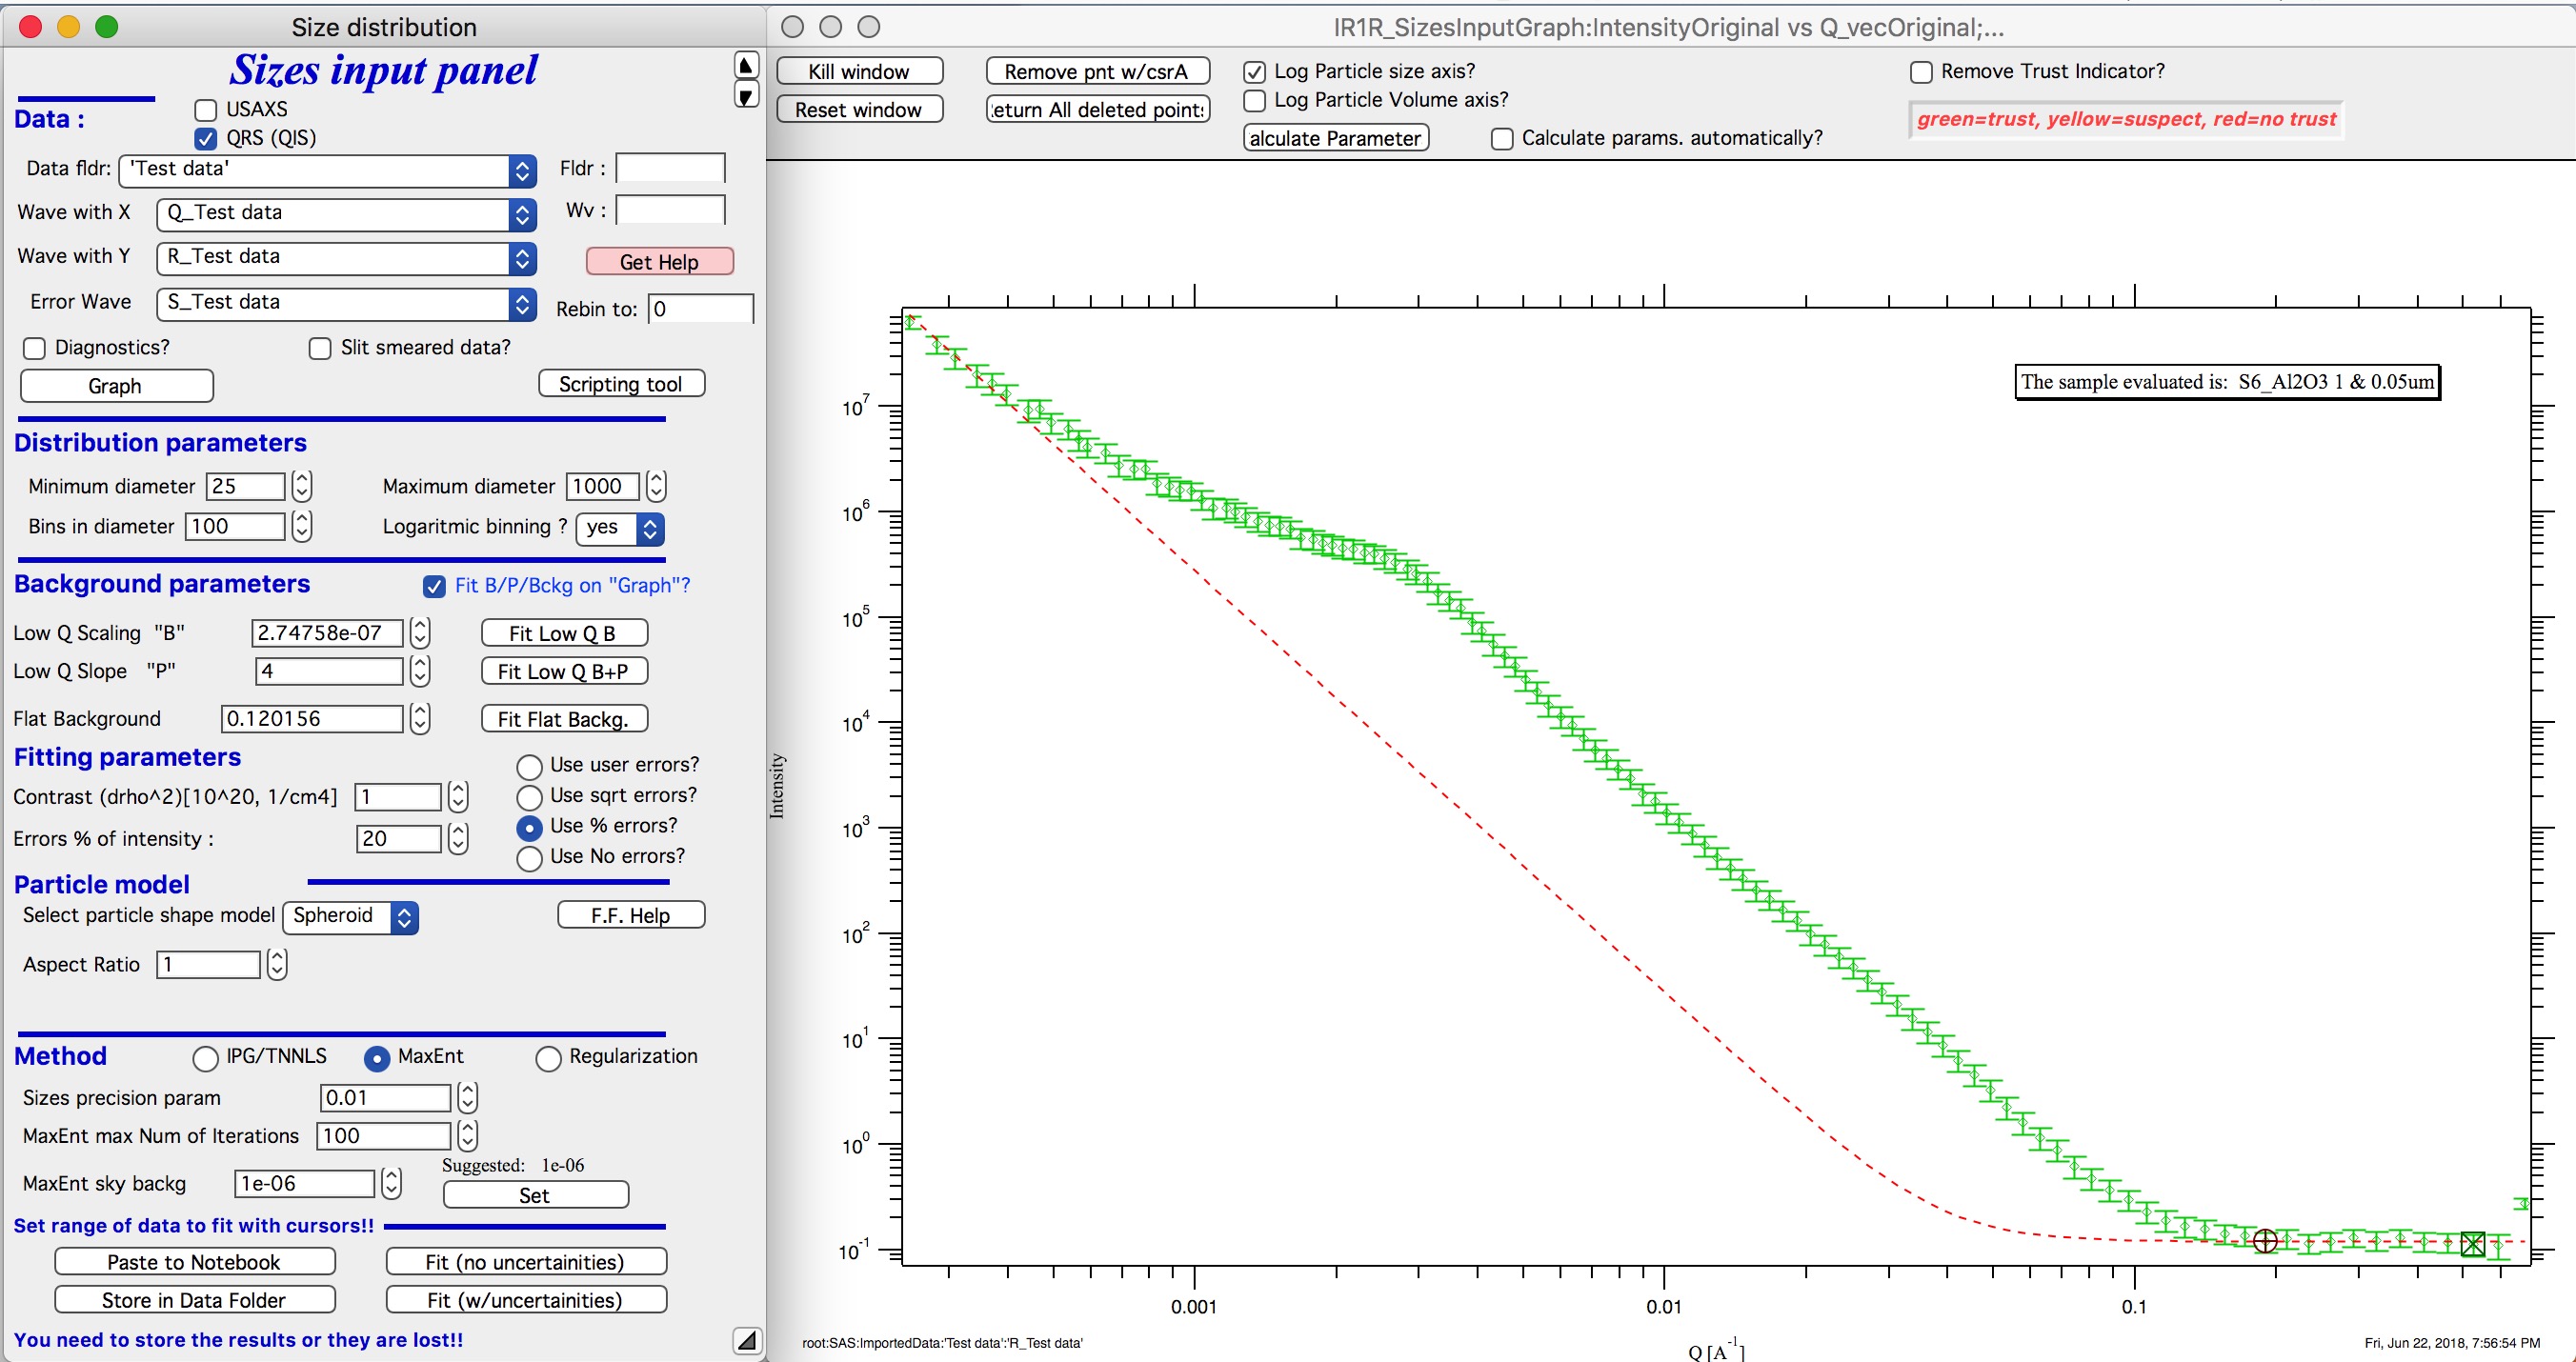 Size distribution
Sizes input panel
Data :
USAXS
QRS (QIS)
Data fldr: 'Test data' Fldr :
Wave with X Q_Test data Wv :
Wave with Y R_Test data Get Help
Error Wave S_Test data Rebin to: 0
Diagnostics? Slit smeared data?
Graph Scripting tool
Distribution parameters
Minimum diameter 25 Maximum diameter 1000
Bins in diameter 100 Logaritmic binning ? yes
Background parameters Fit B/P/Bckg on "Graph"?
Low Q Scaling "B" 2.74758e-07 Fit Low Q B
Low Q Slope "P" 4 Fit Low Q B+P
Flat Background 0.120156 Fit Flat Backg.
Fitting parameters
Use user errors?
Contrast (drho^2)[10^20, 1/cm4] 1 Use sqrt errors?
Use % errors?
Errors % of intensity : 20
Use No errors?
Particle model
Select particle shape model Spheroid F.F. Help
Aspect Ratio 1
Method IPG/TNNLS MaxEnt Regularization
Sizes precision param 0.01
MaxEnt max Num of Iterations 100
Suggested: 1e-06
MaxEnt sky backg 1e-06 Set
Set range of data to fit with cursors!!
Paste to Notebook Fit (no uncertainities)
Store in Data Folder Fit (w/uncertainities)
You need to store the results or they are lost!!
IR1R_SizesInputGraph:IntensityOriginal vs Q_vecOriginal;...
Kill window Remove pnt w/csrA Log Particle size axis? Remove Trust Indicator?
Reset window eturn All deleted point Log Particle Volume axis?
green=trust, yellow=suspect, red=no trust
alculate Parameter Calculate params. automatically?
The sample evaluated is: S6_Al2O3 1 & 0.05um
10^7
10^6
10^5
10^4
10^3
10^2
10^1
10^0
10^-1
Intensity
0.001 0.01 0.1
Q [A^-1]
root:SAS:ImportedData:'Test data':'R_Test data'
Fri, Jun 22, 2018, 7:56:54 PM